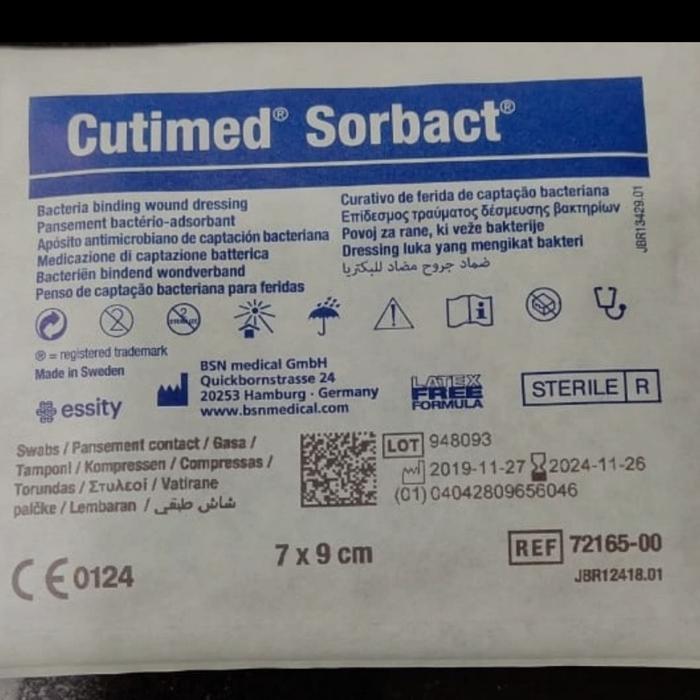 Cutimed® Sorbact®
Bacteria binding wound dressing
Pansement bactério-adsorbant
Apósito antimicrobiano de captación bacteriana
Medicazione di captazione batterica
Bacteriën bindend wondverband
Penso de captação bacteriana para feridas
Curativo de ferida de captação bacteriana
Επίδεσμος τραύματος δέσμευσης βακτηρίων
Povoj za rane, ki veže bakterije
Dressing luka yang mengikat bakteri
ضماد جروح مضاد للبكتريا
JBR13429.01
® = registered trademark
Made in Sweden
essity
BSN medical GmbH
Quickbornstrasse 24
20253 Hamburg · Germany
www.bsnmedical.com
LATEX
FREE
FORMULA
STERILE R
Swabs / Pansement contact / Gasa /
Tamponi / Kompressen / Compressas /
Torundas / Στυλεοί / Vatirane
palčke / Lembaran / شاش طبقي
LOT 948093
2019-11-27 2024-11-26
(01) 04042809656046
7 x 9 cm
REF 72165-00
JBR12418.01
CE 0124